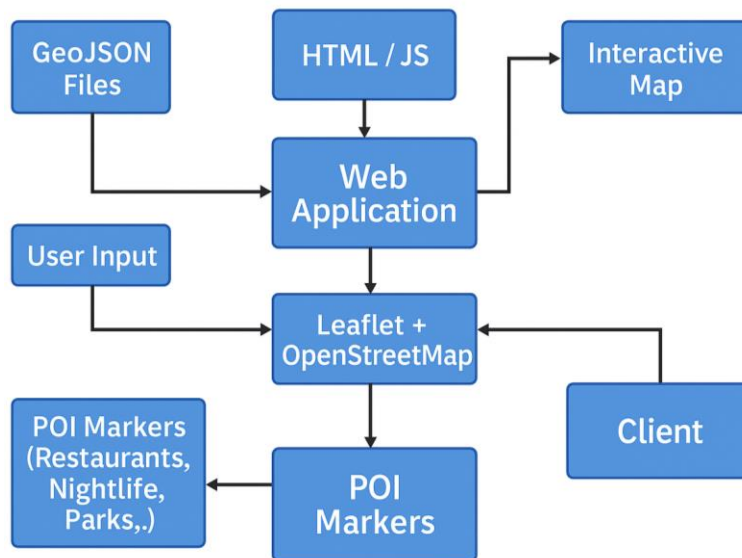 GeoJSON
Files
HTML / JS
Interactive
Map
Web
Application
User Input
Leaflet +
OpenStreetMap
POI Markers
(Restaurants,
Nightlife,
Parks,.)
POI
Markers
Client